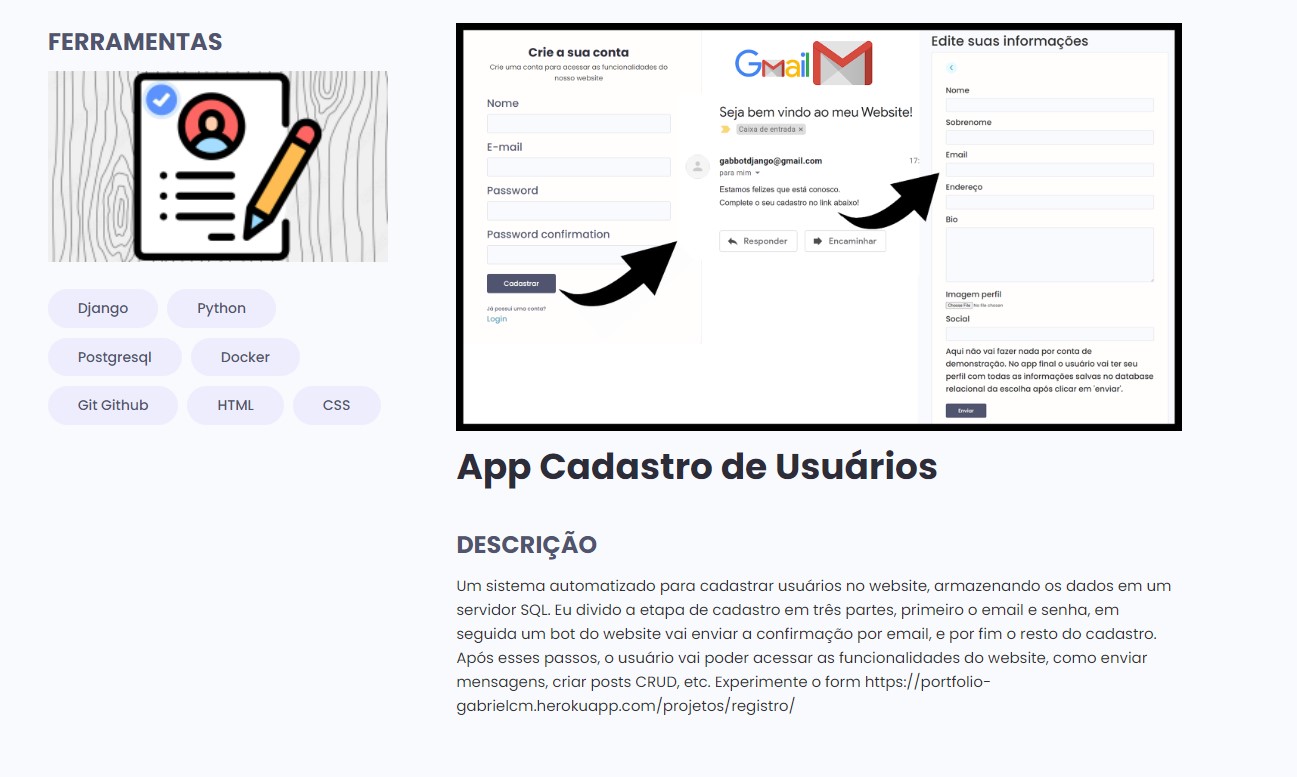 FERRAMENTAS
Django
Python
Postgresql
Docker
Git Github
HTML
CSS
Crie a sua conta
Crie uma conta para acessar as funcionalidades do
nosso website
Nome
E-mail
Password
Password confirmation
Cadastrar
Já possui uma conta?
Login
Gmail
Seja bem vindo ao meu Website!
Caixa de entrada ×
gabbotdjango@gmail.com
17:
para mim
Estamos felizes que está conosco.
Complete o seu cadastro no link abaixo!
Responder
Encaminhar
Edite suas informações
Nome
Sobrenome
Email
Endereço
Bio
Imagem perfil
Choose File No file chosen
Social
Aqui não vai fazer nada por conta de
demonstração. No app final o usuário vai ter seu
perfil com todas as informações salvas no database
relacional da escolha após clicar em 'enviar'.
Enviar
App Cadastro de Usuários
DESCRIÇÃO
Um sistema automatizado para cadastrar usuários no website, armazenando os dados em um
servidor SQL. Eu divido a etapa de cadastro em três partes, primeiro o email e senha, em
seguida um bot do website vai enviar a confirmação por email, e por fim o resto do cadastro.
Após esses passos, o usuário vai poder acessar as funcionalidades do website, como enviar
mensagens, criar posts CRUD, etc. Experimente o form https://portfolio-
gabrielcm.herokuapp.com/projetos/registro/